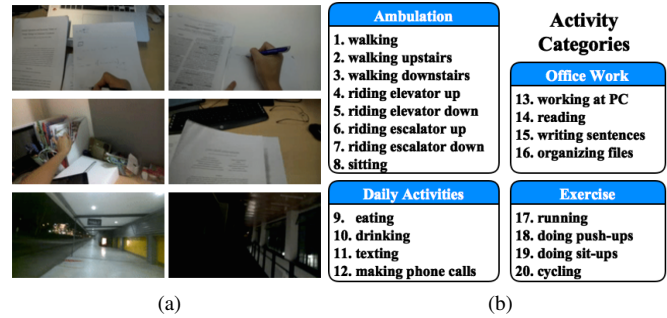 Ambulation
1. walking
2. walking upstairs
3. walking downstairs
4. riding elevator up
5. riding elevator down
6. riding escalator up
7. riding escalator down
8. sitting
Daily Activities
9. eating
10. drinking
11. texting
12. making phone calls
Activity
Categories
Office Work
13. working at PC
14. reading
15. writing sentences
16. organizing files
Exercise
17. running
18. doing push-ups
19. doing sit-ups
20. cycling
(a)
(b)